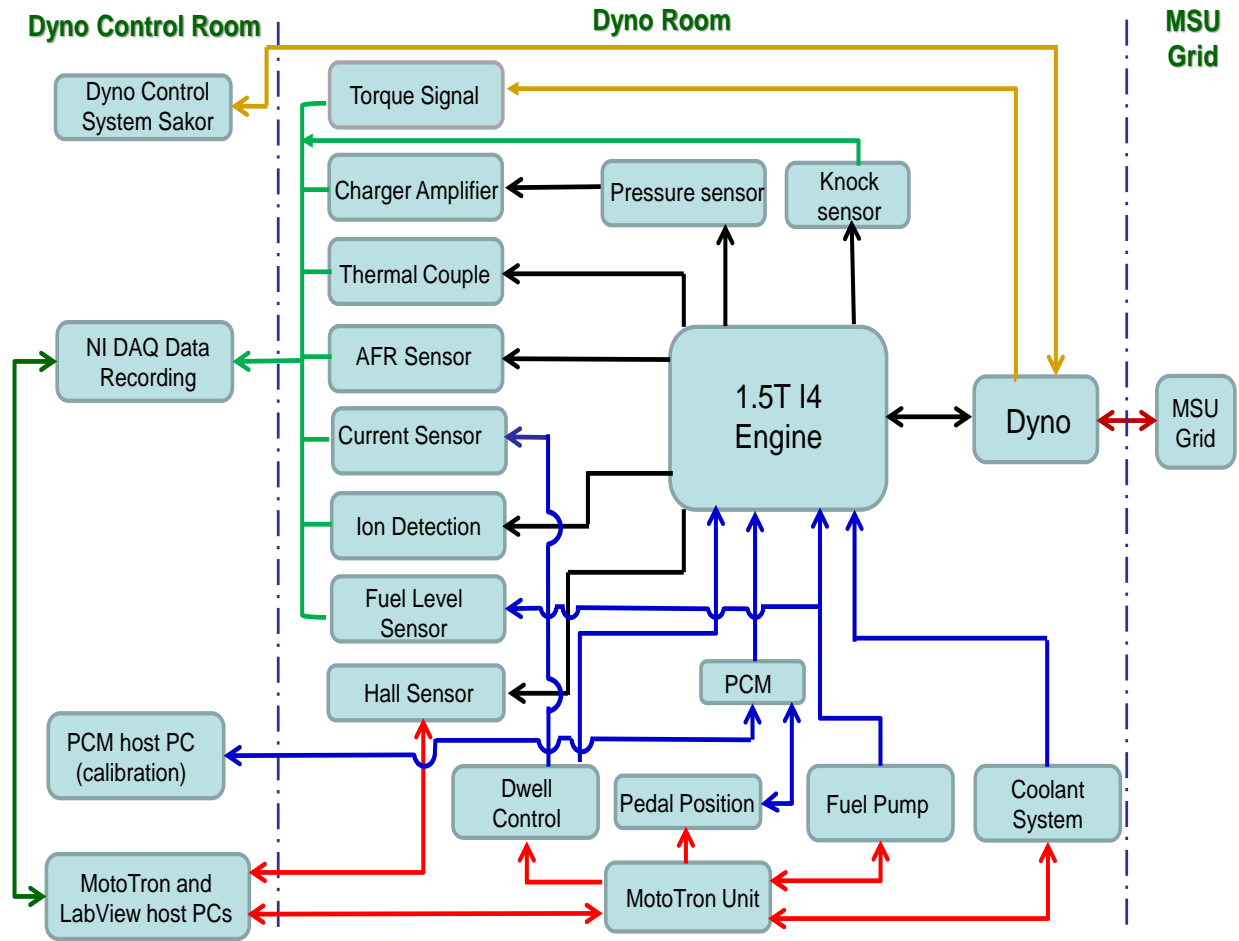 Dyno Control Room
Dyno Room
MSU
Grid
Dyno Control
System Sakor
Torque Signal
Charger Amplifier
Pressure sensor
Knock
sensor
Thermal Couple
NI DAQ Data
Recording
AFR Sensor
1.5T I4
Engine
Dyno
MSU
Grid
Current Sensor
Ion Detection
Fuel Level
Sensor
Hall Sensor
PCM
PCM host PC
(calibration)
Dwell
Control
Pedal Position
Fuel Pump
Coolant
System
MotoTron and
LabView host PCs
MotoTron Unit